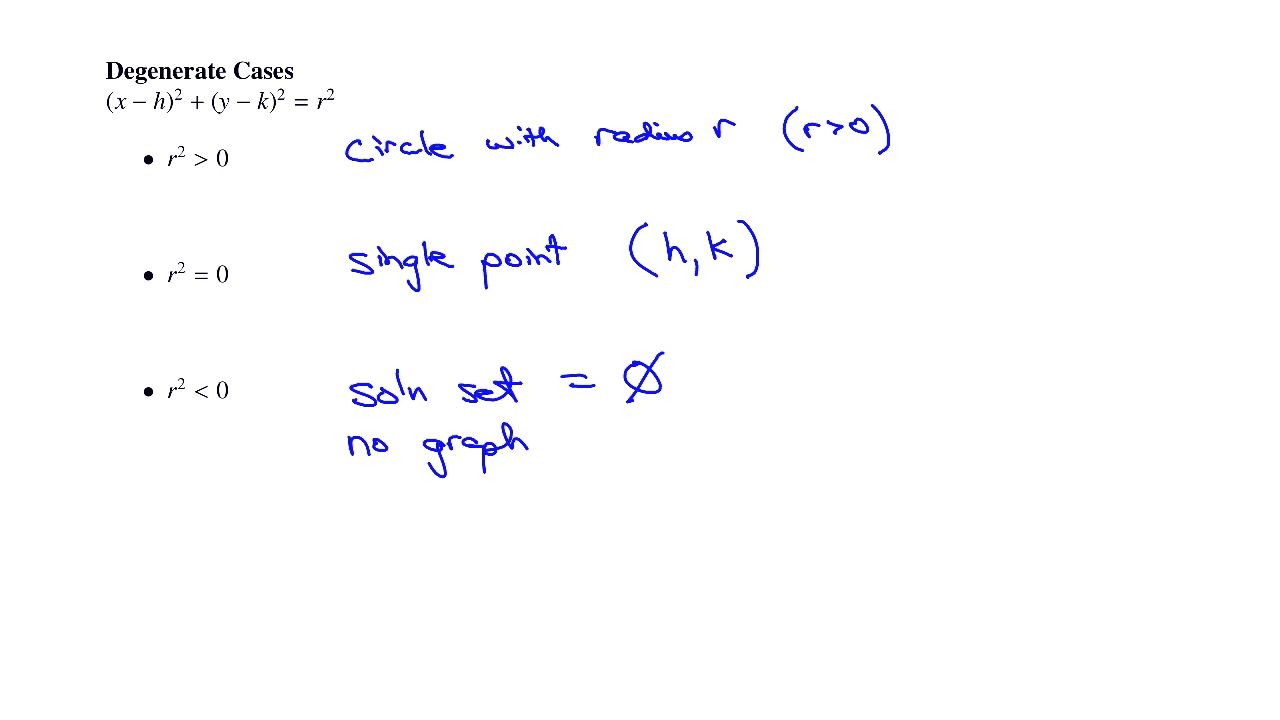 Degenerate Cases
(x − h)² + (y − k)² = r²
• r² > 0 circle with radius r (r>0)
• r² = 0 single point (h,k)
• r² < 0 soln set = ∅
no graph